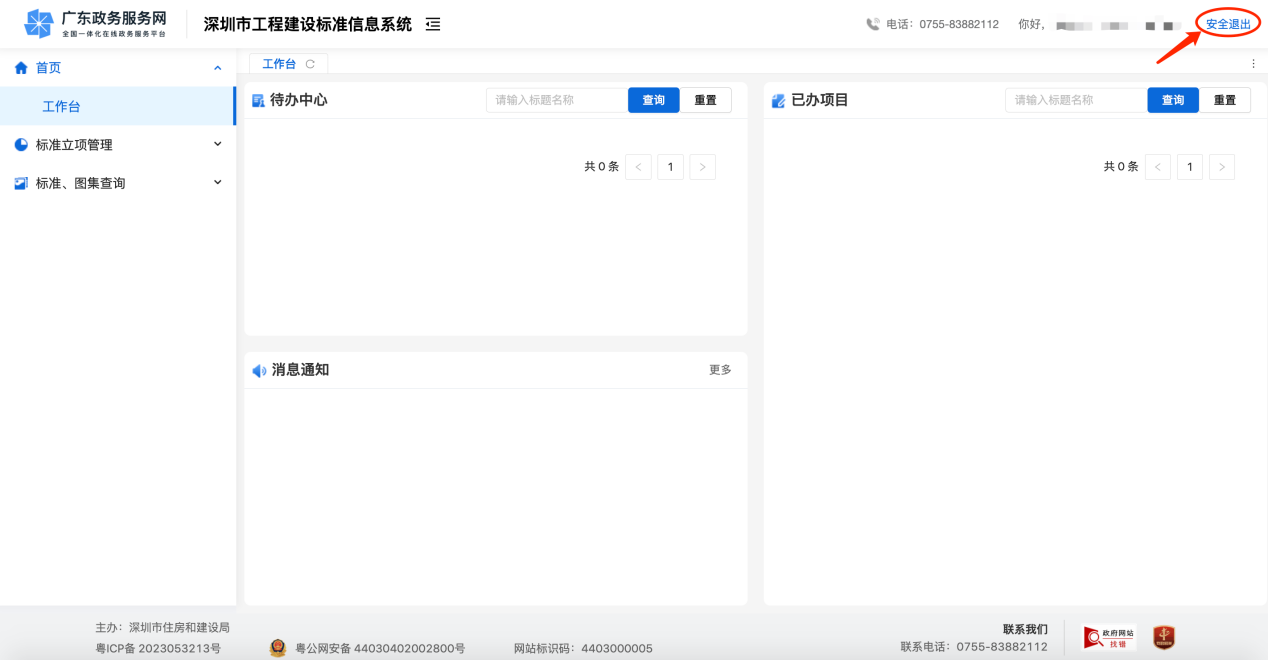 广东政务服务网
全国一体化在线政务服务平台
深圳市工程建设标准信息系统
电话：0755-83882112 你好,
安全退出
首页
工作台
标准立项管理
标准、图集查询
工作台
待办中心
请输入标题名称
查询
重置
共 0 条 < 1 >
已办项目
请输入标题名称
查询
重置
共 0 条 < 1 >
消息通知
更多
主办：深圳市住房和建设局
粤ICP备 2023053213号
粤公网安备 44030402002800号
网站标识码：4403000005
联系我们
联系电话：0755-83882112
政府网站
找错